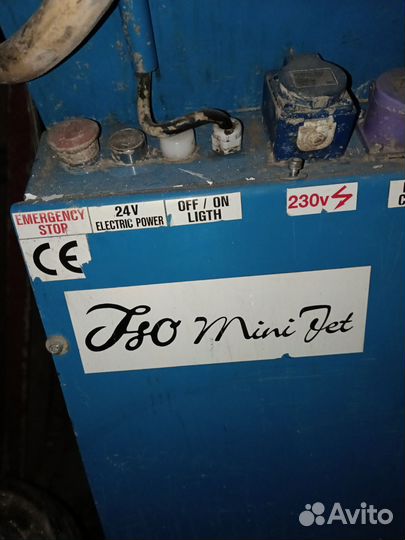 EMERGENCY
STOP
24V
ELECTRIC POWER
OFF / ON
LIGTH
230V
CE
Iso Mini Jet
Avito